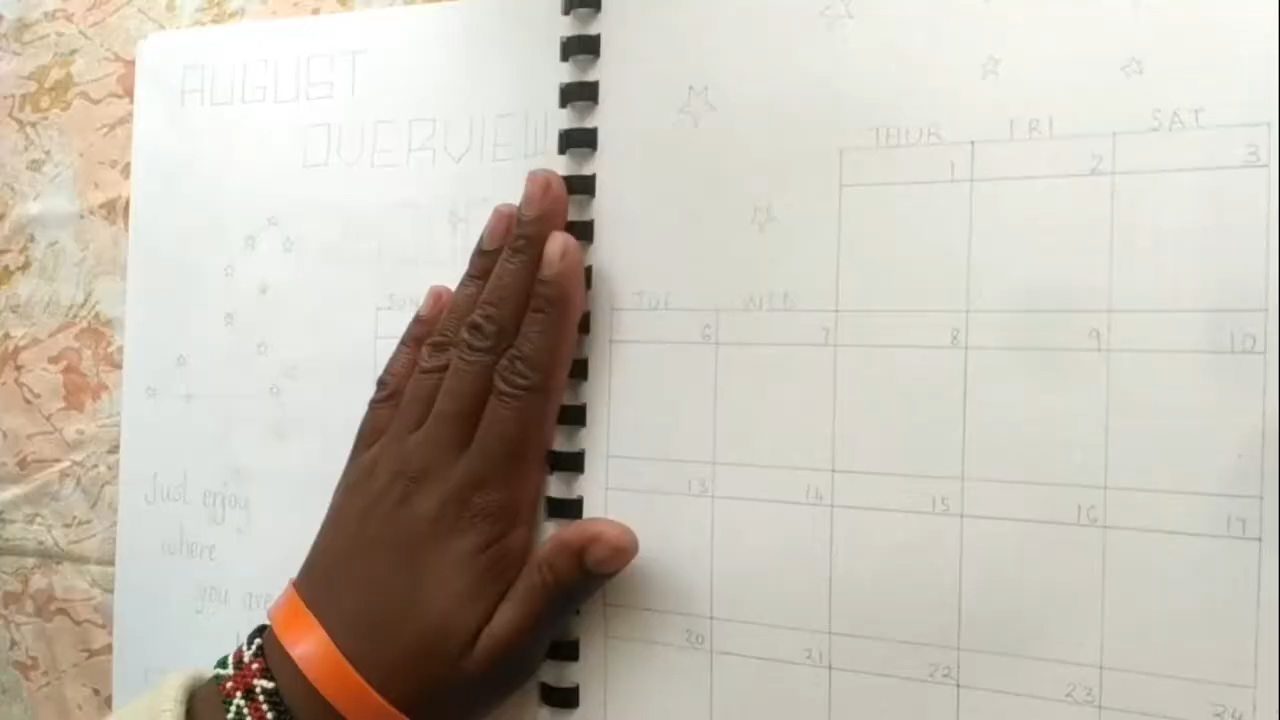 AUGUST
OVERVIEW
THUR FRI SAT
1 2 3
SUN TUE WED
6 7 8 9 10
13 14 15 16 17
20 21 22 23 24
Just enjoy
where
you are